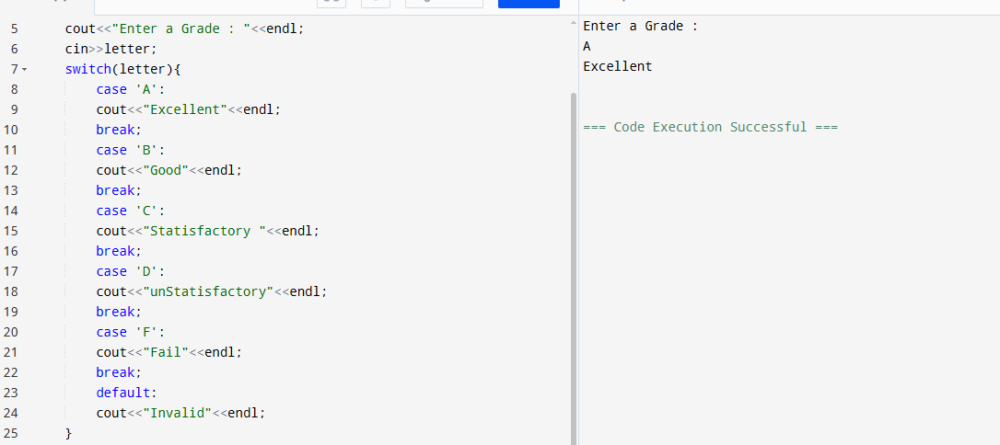 5 cout<<"Enter a Grade : "<<endl;
6 cin>>letter;
7 switch(letter){
8 case 'A':
9 cout<<"Excellent"<<endl;
10 break;
11 case 'B':
12 cout<<"Good"<<endl;
13 break;
14 case 'C':
15 cout<<"Statisfactory "<<endl;
16 break;
17 case 'D':
18 cout<<"unStatisfactory"<<endl;
19 break;
20 case 'F':
21 cout<<"Fail"<<endl;
22 break;
23 default:
24 cout<<"Invalid"<<endl;
25 }
Enter a Grade :
A
Excellent
=== Code Execution Successful ===